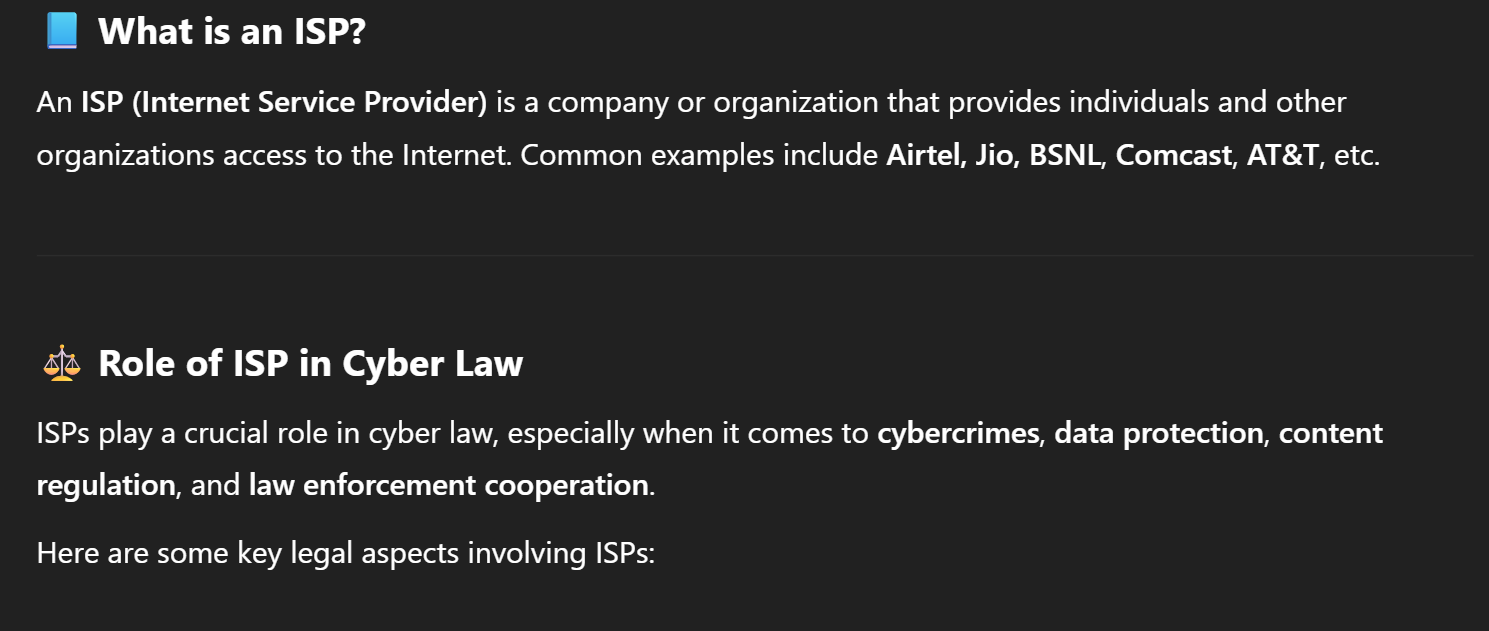 📘 What is an ISP?
An ISP (Internet Service Provider) is a company or organization that provides individuals and other
organizations access to the Internet. Common examples include Airtel, Jio, BSNL, Comcast, AT&T, etc.
⚖️ Role of ISP in Cyber Law
ISPs play a crucial role in cyber law, especially when it comes to cybercrimes, data protection, content
regulation, and law enforcement cooperation.
Here are some key legal aspects involving ISPs: